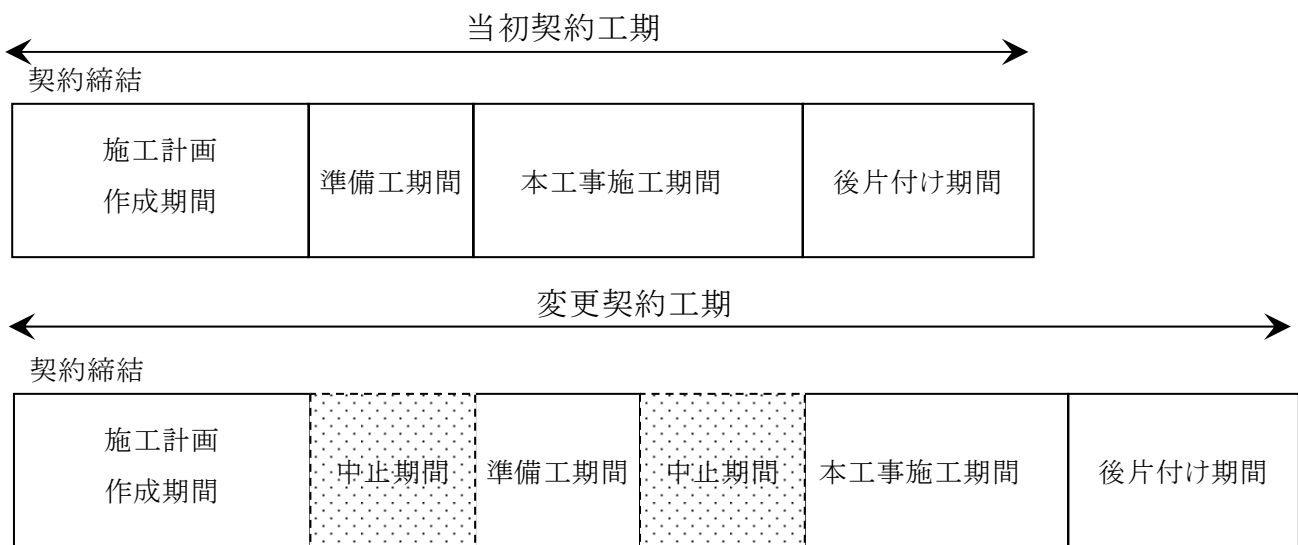 当初契約工期
契約締結
施工計画
作成期間
準備工期間
本工事施工期間
後片付け期間
変更契約工期
契約締結
施工計画
作成期間
中止期間
準備工期間
中止期間
本工事施工期間
後片付け期間